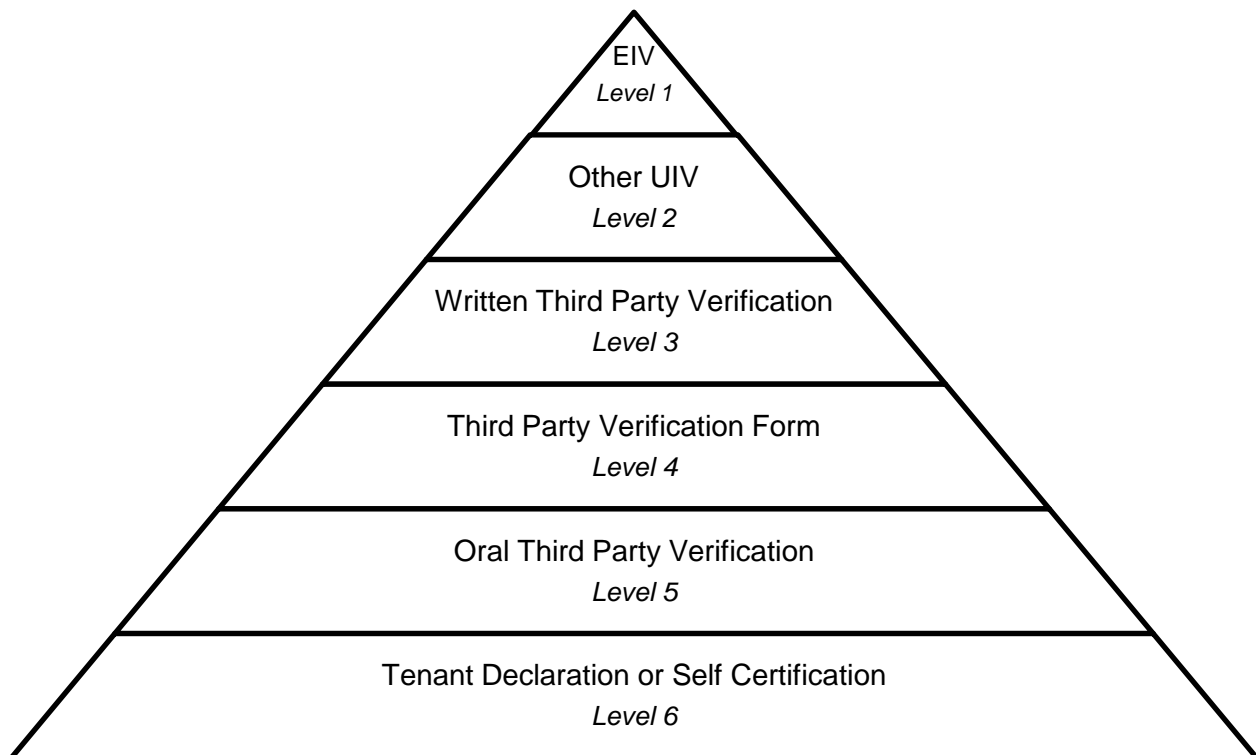 EIV
Level 1
Other UIV
Level 2
Written Third Party Verification
Level 3
Third Party Verification Form
Level 4
Oral Third Party Verification
Level 5
Tenant Declaration or Self Certification
Level 6